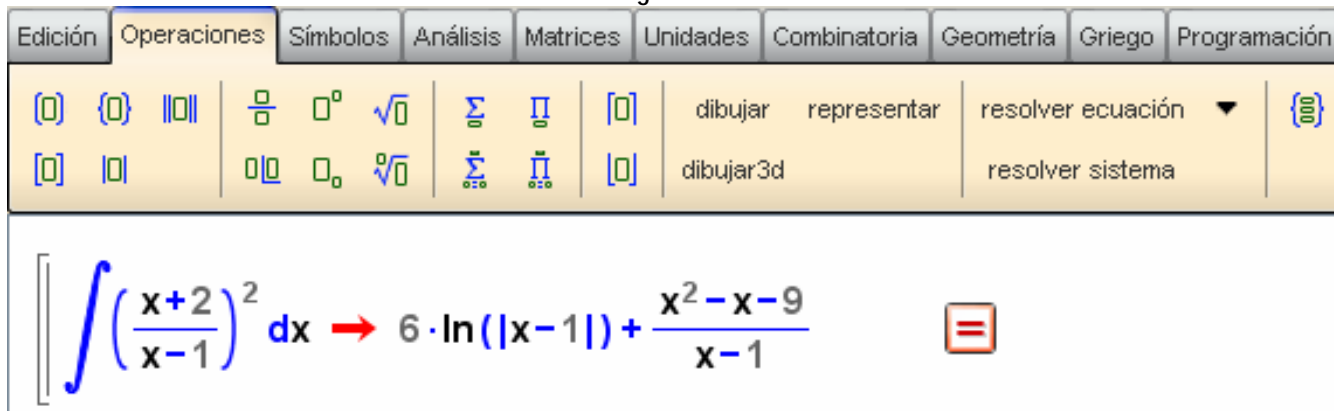 Edición Operaciones Símbolos Análisis Matrices Unidades Combinatoria Geometría Griego Programación
dibujar representar resolver ecuación
dibujar3d resolver sistema
∫ ( (x+2)/(x−1) )² dx → 6·ln(|x−1|) + (x²−x−9)/(x−1) =